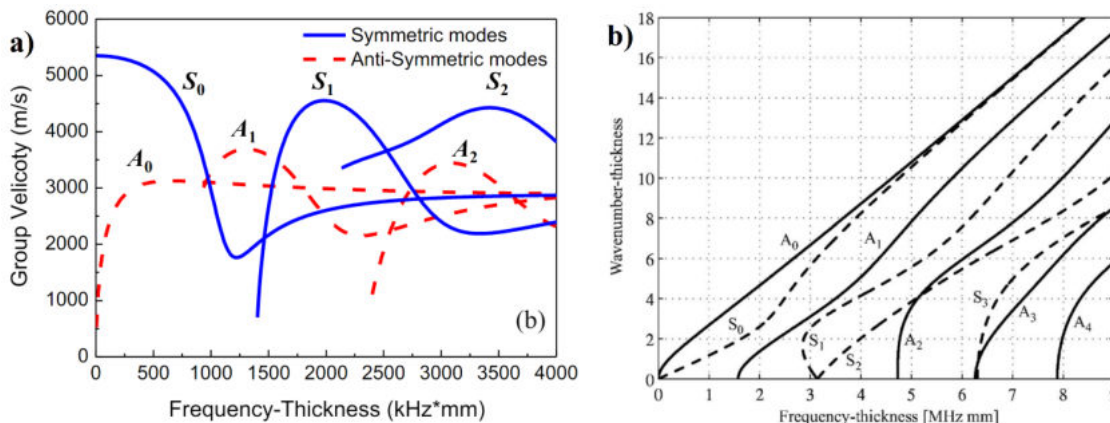 a)
6000
5000
4000
3000
2000
1000
0
Group Velicoty (m/s)
Symmetric modes
Anti-Symmetric modes
S0
S1
S2
A0
A1
A2
(b)
0 500 1000 1500 2000 2500 3000 3500 4000
Frequency-Thickness (kHz*mm)
b)
18
16
14
12
10
8
6
4
2
0
Wavenumber-thickness
A0
A1
S0
S1
S2
A2
S3
A3
A4
0 1 2 3 4 5 6 7 8
Frequency-thickness [MHz mm]